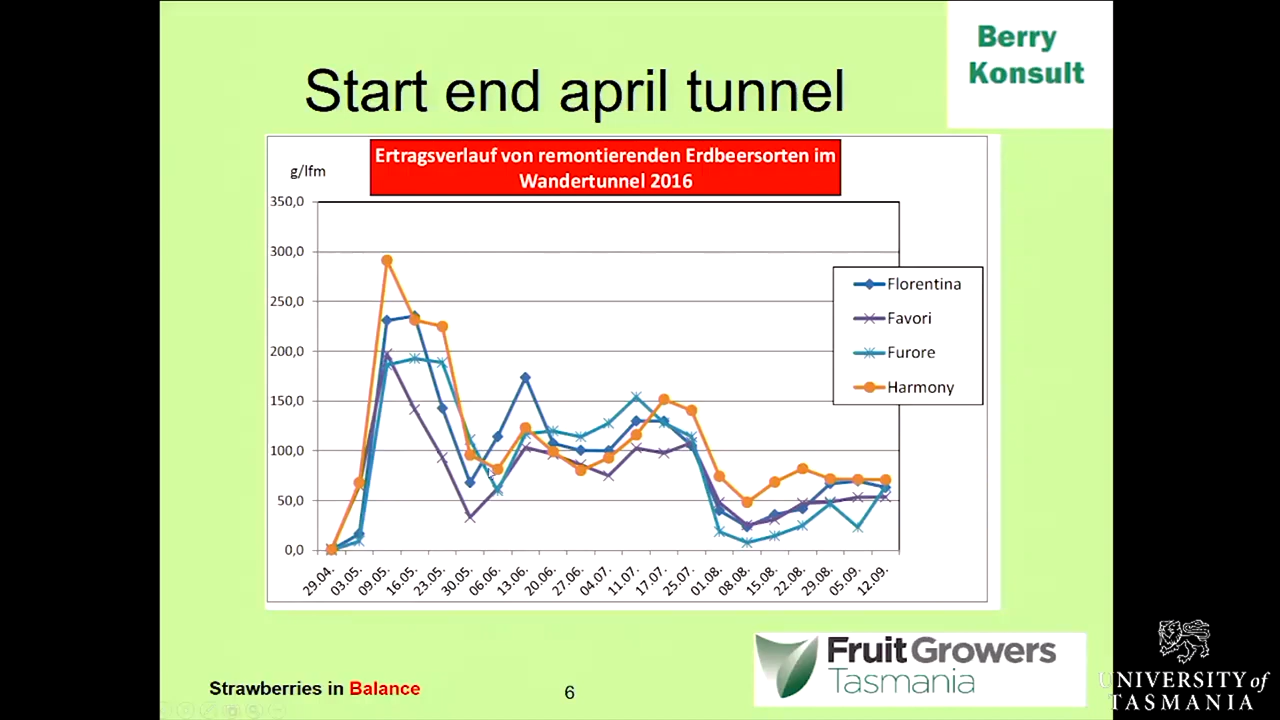 Berry
Konsult
Start end april tunnel
Ertragsverlauf von remontierenden Erdbeersorten im
Wandertunnel 2016
g/lfm
350,0
300,0
250,0
200,0
150,0
100,0
50,0
0,0
Florentina
Favori
Furore
Harmony
29.04.
03.05.
09.05.
16.05.
23.05.
30.05.
06.06.
13.06.
20.06.
27.06.
04.07.
11.07.
17.07.
25.07.
01.08.
08.08.
15.08.
22.08.
29.08.
05.09.
12.09.
Fruit Growers
Tasmania
Strawberries in Balance
6
UNIVERSITY of
TASMANIA